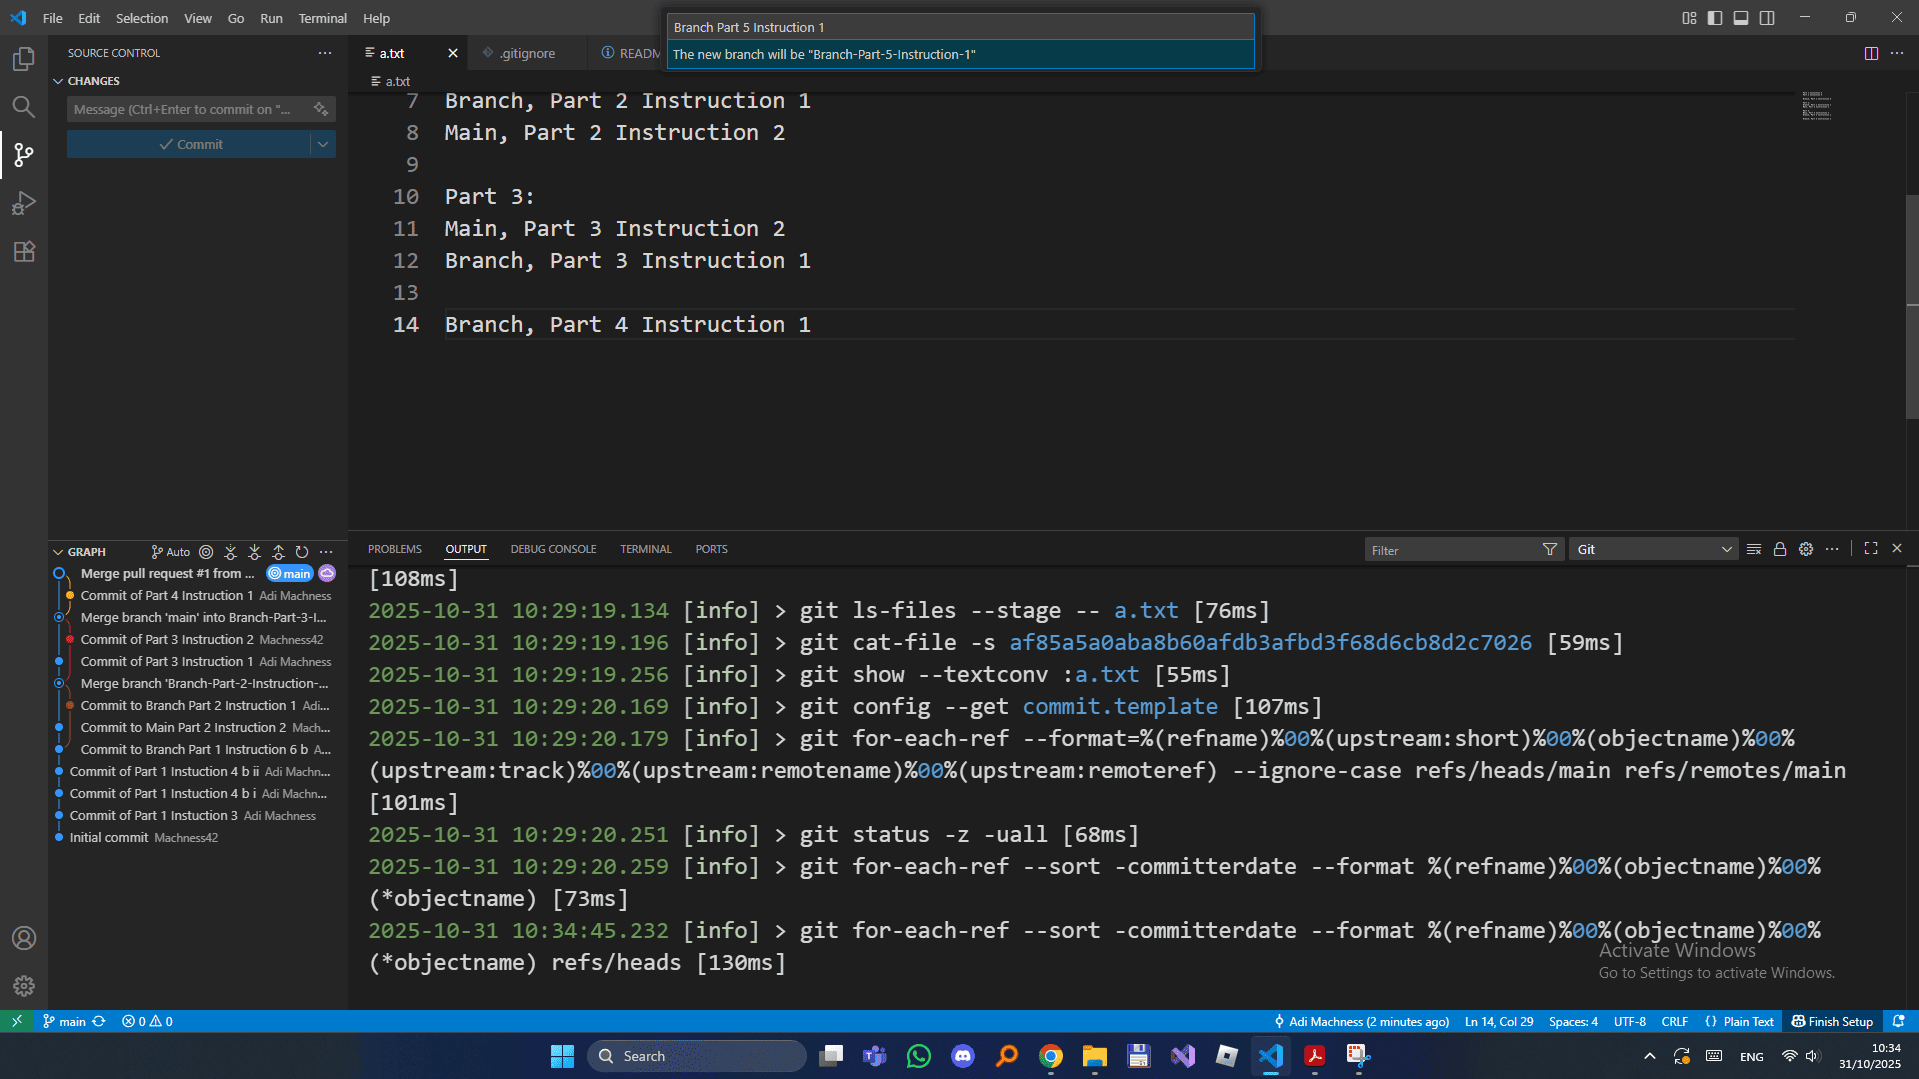 File Edit Selection View Go Run Terminal Help
Branch Part 5 Instruction 1
The new branch will be "Branch-Part-5-Instruction-1"
SOURCE CONTROL
a.txt
.gitignore
READM
CHANGES
a.txt
Message (Ctrl+Enter to commit on "...
Commit
7 Branch, Part 2 Instruction 1
8 Main, Part 2 Instruction 2
9
10 Part 3:
11 Main, Part 3 Instruction 2
12 Branch, Part 3 Instruction 1
13
14 Branch, Part 4 Instruction 1
GRAPH Auto
Merge pull request #1 from ... main
Commit of Part 4 Instruction 1 Adi Machness
Merge branch 'main' into Branch-Part-3-I...
Commit of Part 3 Instruction 2 Machness42
Commit of Part 3 Instruction 1 Adi Machness
Merge branch 'Branch-Part-2-Instruction-...
Commit to Branch Part 2 Instruction 1 Adi...
Commit to Main Part 2 Instruction 2 Mach...
Commit to Branch Part 1 Instruction 6 b A...
Commit of Part 1 Instuction 4 b ii Adi Machn...
Commit of Part 1 Instuction 4 b i Adi Machn...
Commit of Part 1 Instuction 3 Adi Machness
Initial commit Machness42
PROBLEMS OUTPUT DEBUG CONSOLE TERMINAL PORTS
Filter
Git
[108ms]
2025-10-31 10:29:19.134 [info] > git ls-files --stage -- a.txt [76ms]
2025-10-31 10:29:19.196 [info] > git cat-file -s af85a5a0aba8b60afdb3afbd3f68d6cb8d2c7026 [59ms]
2025-10-31 10:29:19.256 [info] > git show --textconv :a.txt [55ms]
2025-10-31 10:29:20.169 [info] > git config --get commit.template [107ms]
2025-10-31 10:29:20.179 [info] > git for-each-ref --format=%(refname)%00%(upstream:short)%00%(objectname)%00%
(upstream:track)%00%(upstream:remotename)%00%(upstream:remoteref) --ignore-case refs/heads/main refs/remotes/main
[101ms]
2025-10-31 10:29:20.251 [info] > git status -z -uall [68ms]
2025-10-31 10:29:20.259 [info] > git for-each-ref --sort -committerdate --format %(refname)%00%(objectname)%00%
(*objectname) [73ms]
2025-10-31 10:34:45.232 [info] > git for-each-ref --sort -committerdate --format %(refname)%00%(objectname)%00%
(*objectname) refs/heads [130ms]
Activate Windows
Go to Settings to activate Windows.
main 0 0
Adi Machness (2 minutes ago) Ln 14, Col 29 Spaces: 4 UTF-8 CRLF {} Plain Text Finish Setup
Search
ENG
10:34
31/10/2025